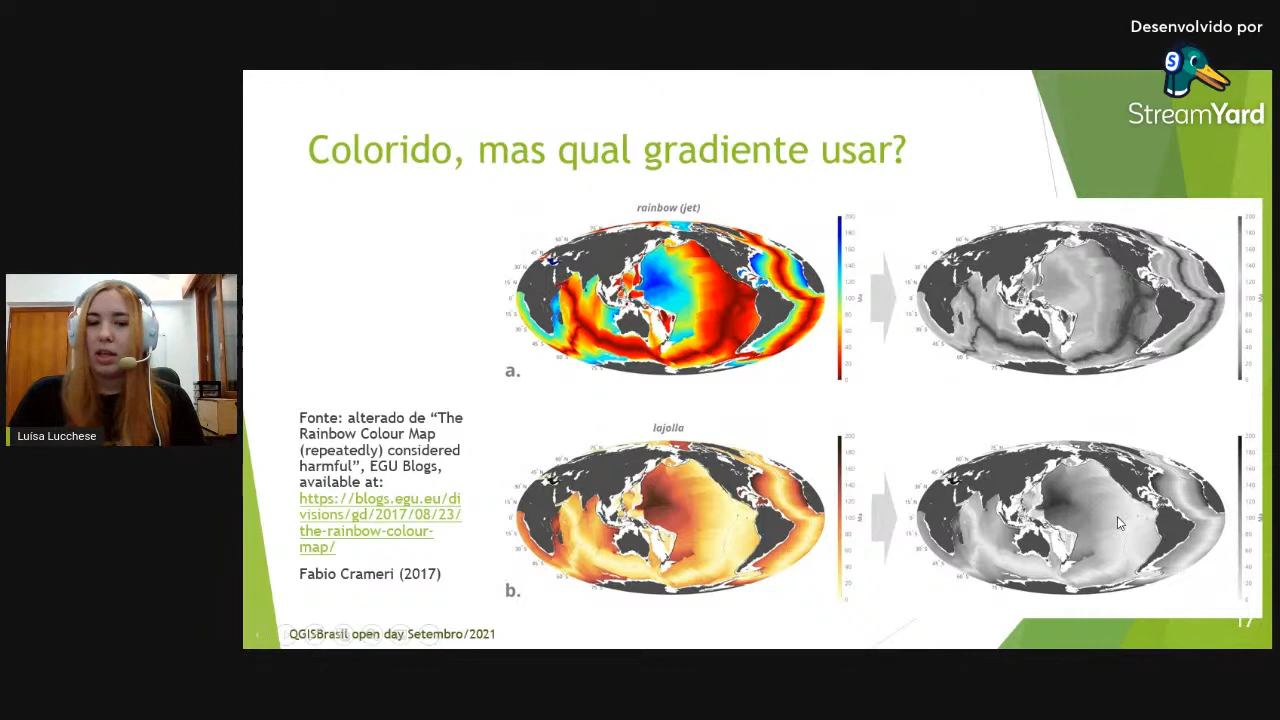 Desenvolvido por
StreamYard
Colorido, mas qual gradiente usar?
rainbow (jet)
a.
Fonte: alterado de “The
Rainbow Colour Map
(repeatedly) considered
harmful”, EGU Blogs,
available at:
https://blogs.egu.eu/di
visions/gd/2017/08/23/
the-rainbow-colour-
map/
Fabio Crameri (2017)
lajolla
b.
Luísa Lucchese
QGISBrasil open day Setembro/2021
17